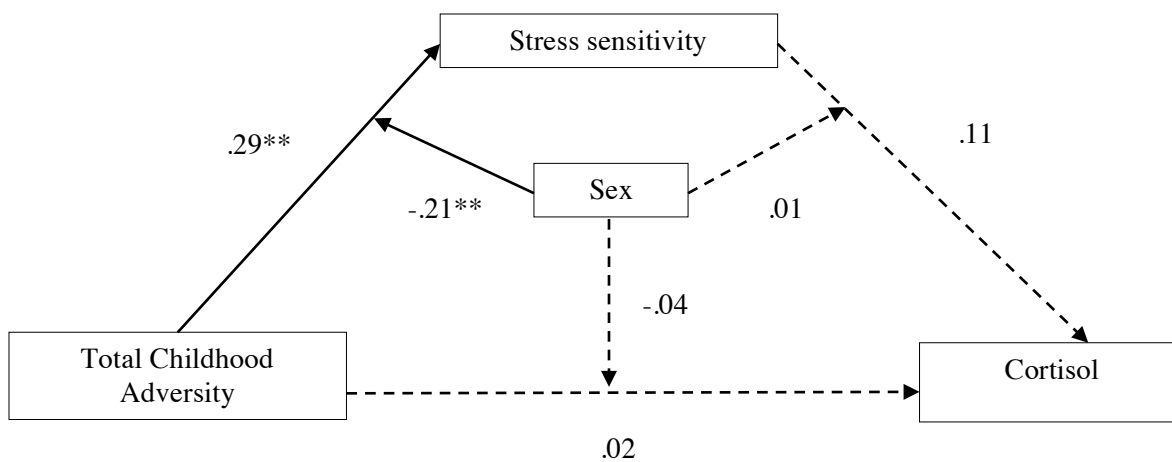 Stress sensitivity
.29**
.11
Sex
-.21**
.01
-.04
Total Childhood
Adversity
Cortisol
.02